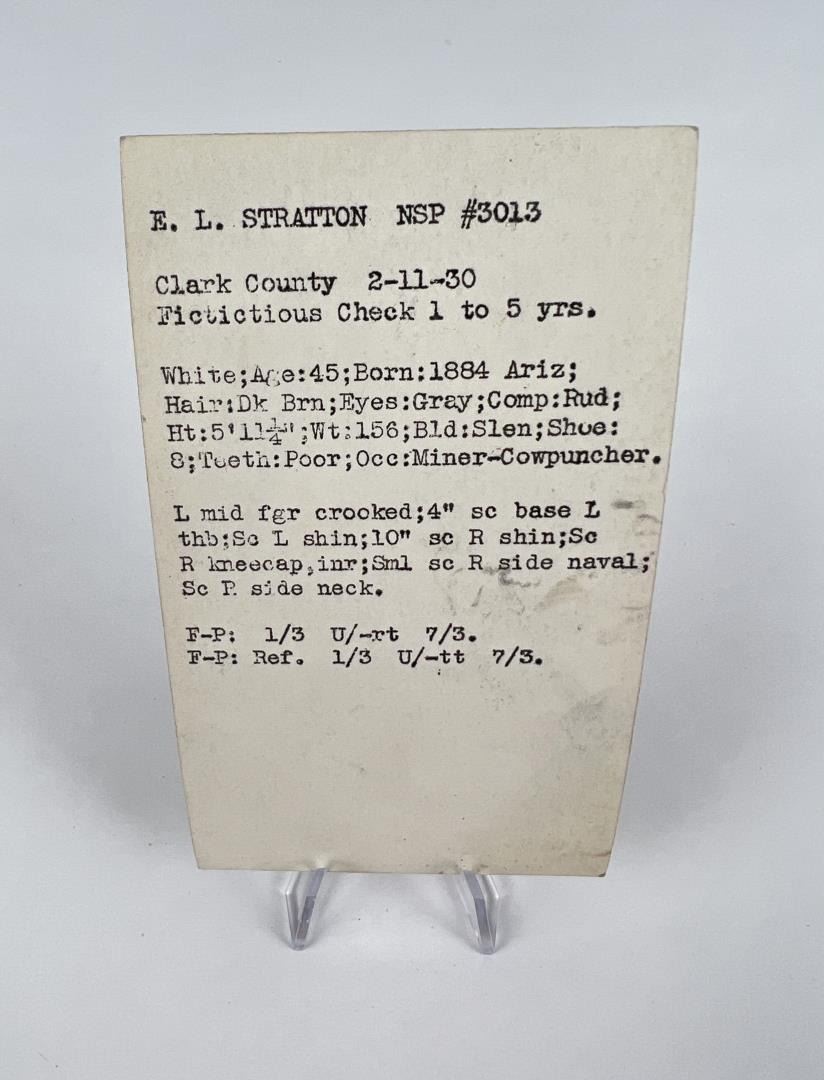 E. L. STRATTON NSP #3013
Clark County 2-11-30
Fictictious Check 1 to 5 yrs.
White;Age:45;Born:1884 Ariz;
Hair:Dk Brn;Eyes:Gray;Comp:Rud;
Ht:5'11¼";Wt:156;Bld:Slen;Shoe:
8;Teeth:Poor;Occ:Miner-Cowpuncher.
L mid fgr crooked;4" sc base L
thb;Sc L shin;10" sc R shin;Sc
R kneecap,inr;Sml sc R side naval;
Sc R side neck.
F-P: 1/3 U/-rt 7/3.
F-P: Ref. 1/3 U/-tt 7/3.